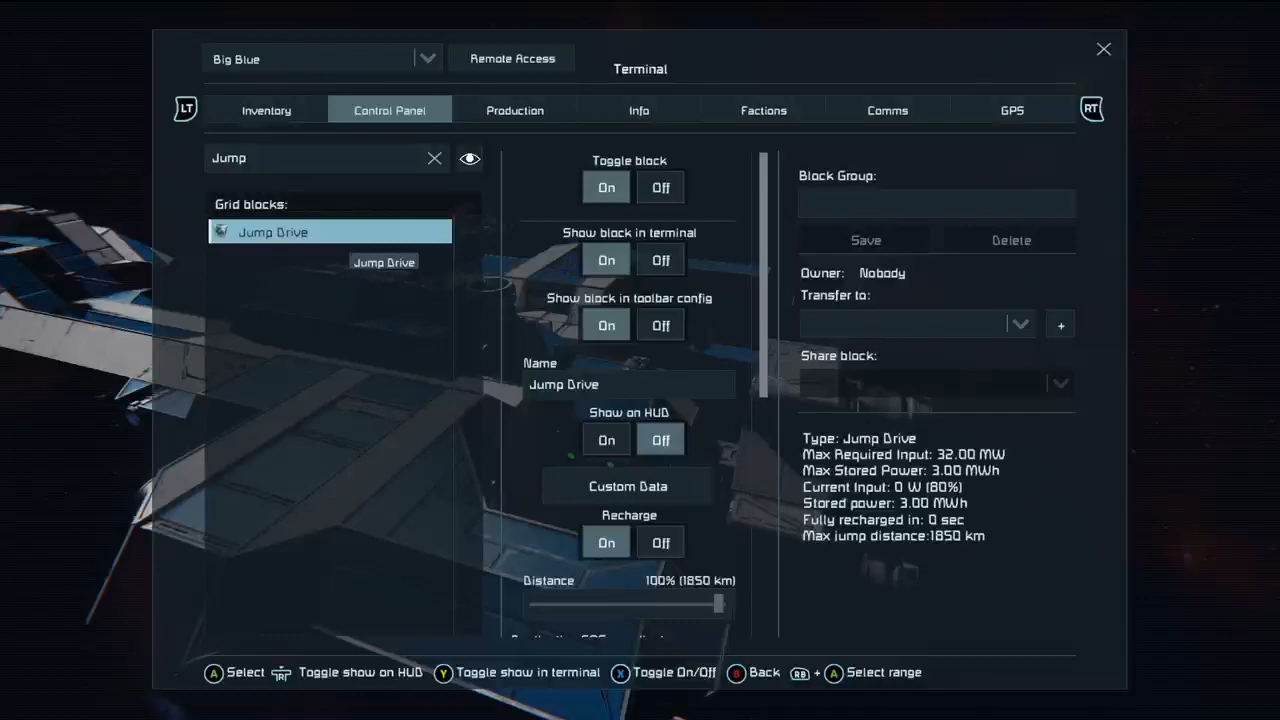 Big Blue
Remote Access
Terminal
LT
Inventory
Control Panel
Production
Info
Factions
Comms
GPS
RT
Jump
Grid blocks:
Jump Drive
Jump Drive
Toggle block
On Off
Show block in terminal
On Off
Show block in toolbar config
On Off
Name
Jump Drive
Show on HUD
On Off
Custom Data
Recharge
On Off
Distance 100% (1850 km)
Block Group:
Save Delete
Owner: Nobody
Transfer to:
+
Share block:
Type: Jump Drive
Max Required Input: 32.00 MW
Max Stored Power: 3.00 MWh
Current Input: 0 W (80%)
Stored power: 3.00 MWh
Fully recharged in: 0 sec
Max jump distance:1850 km
A Select Toggle show on HUD Y Toggle show in terminal X Toggle On/Off B Back RB + A Select range